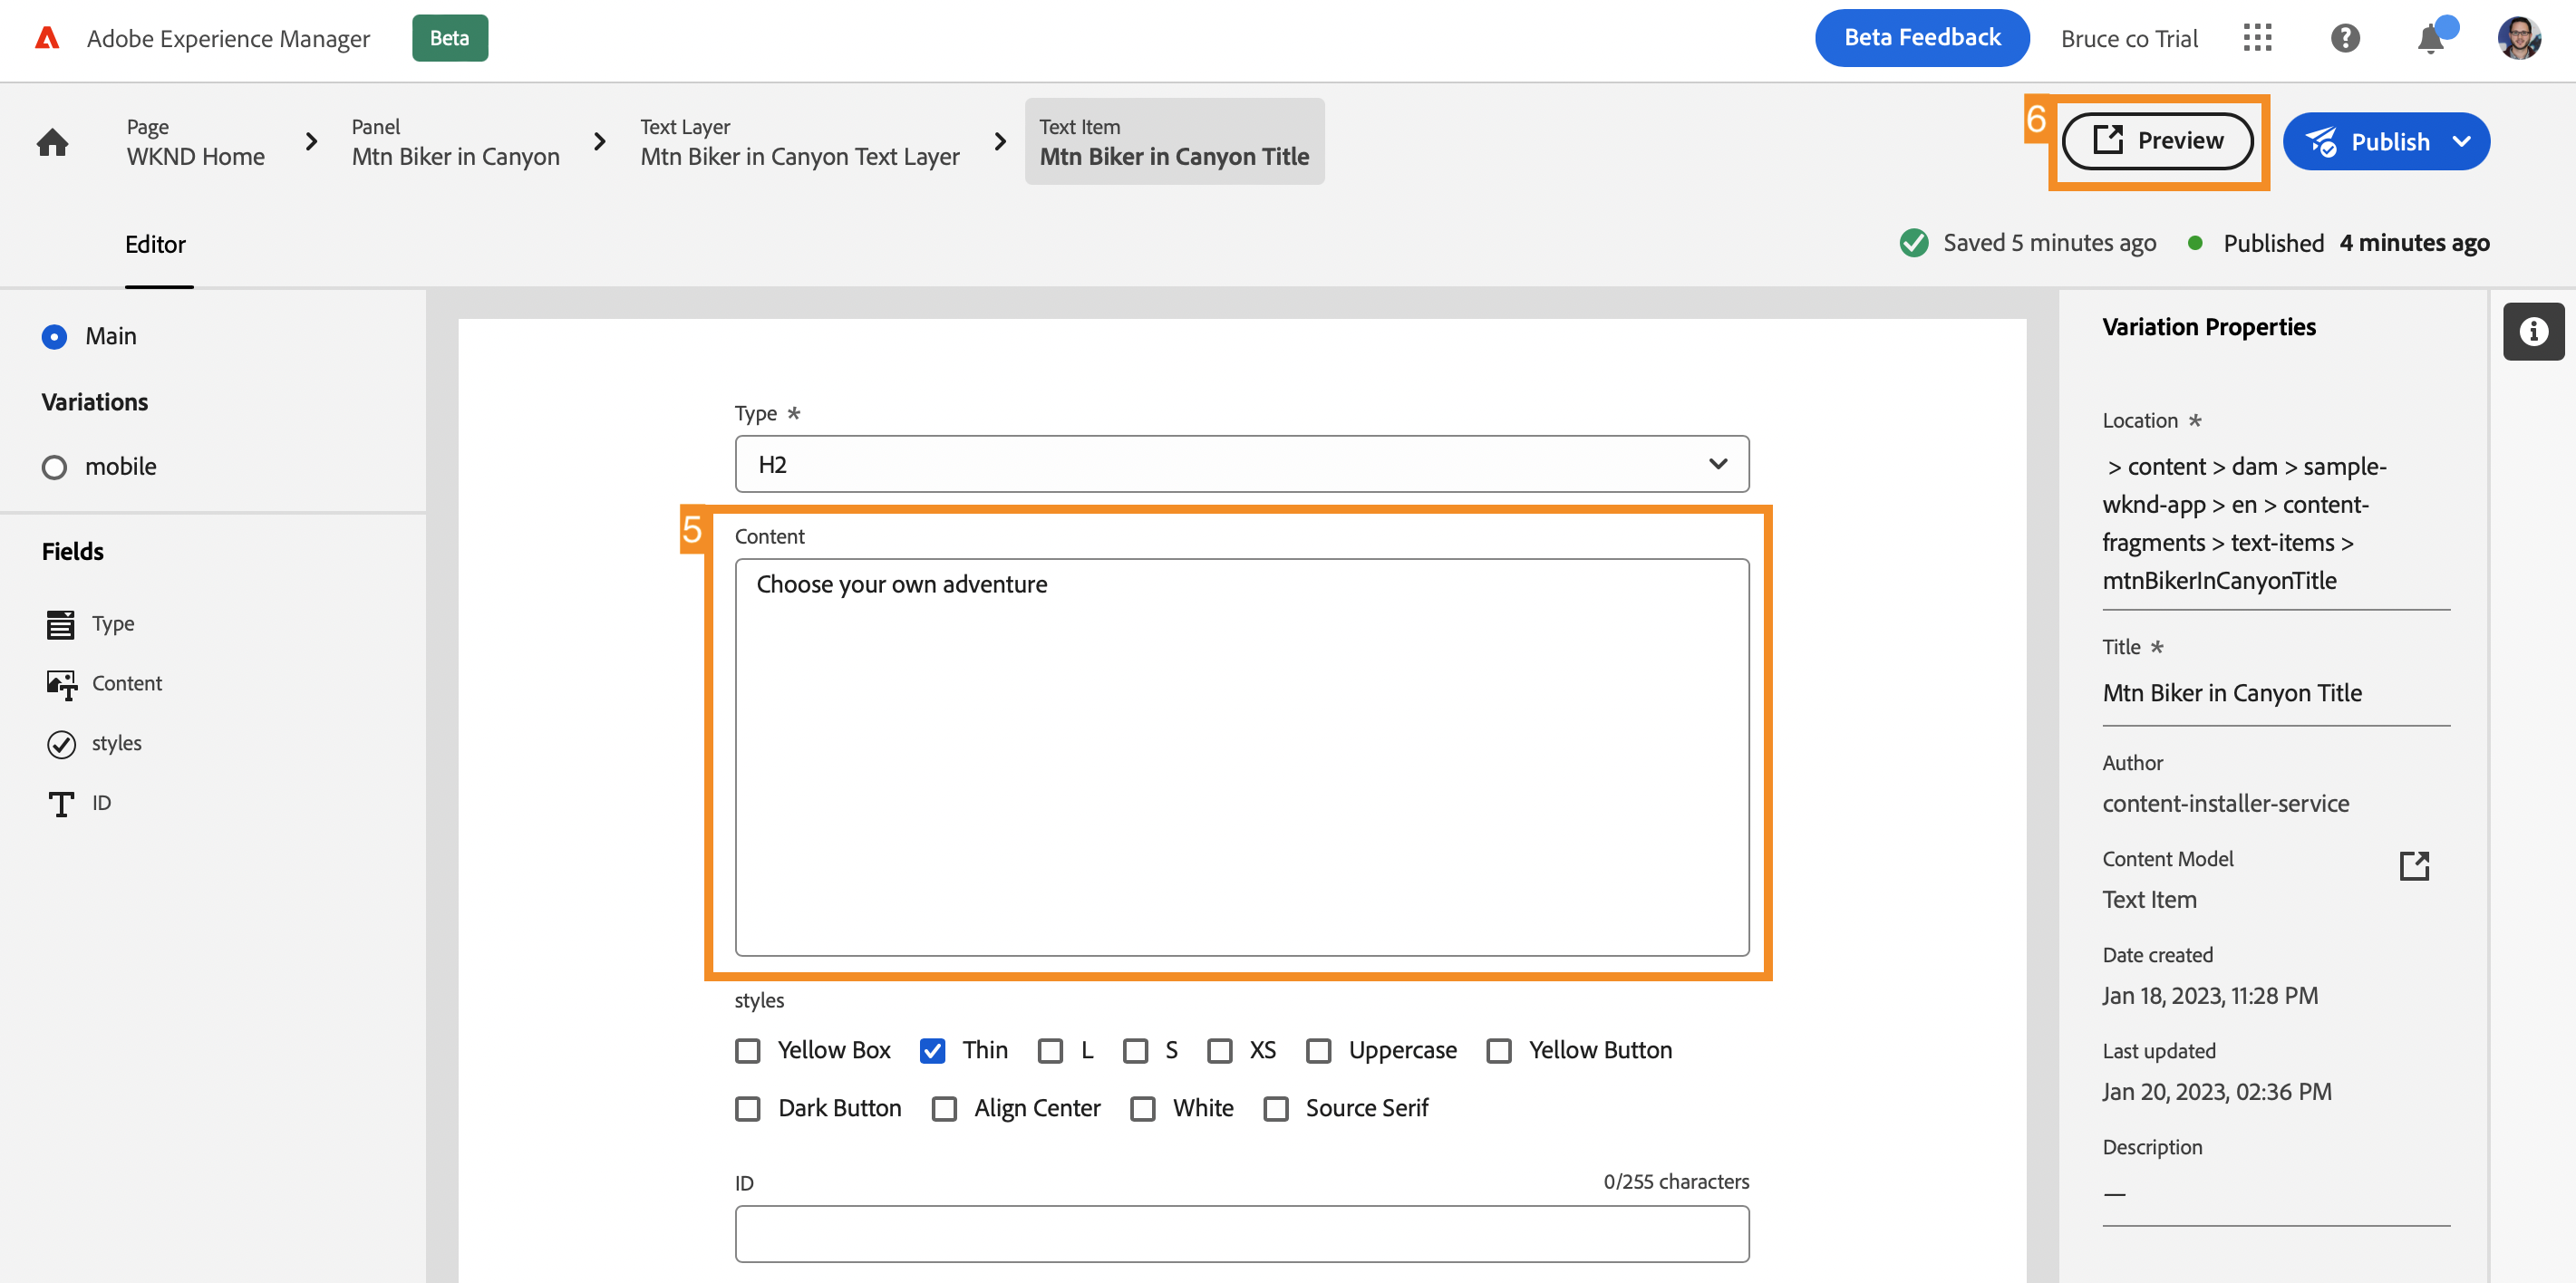 Adobe Experience Manager
Beta
Beta Feedback
Bruce co Trial
Page
WKND Home
Panel
Mtn Biker in Canyon
Text Layer
Mtn Biker in Canyon Text Layer
Text Item
Mtn Biker in Canyon Title
6
Preview
Publish
Editor
Saved 5 minutes ago
Published 4 minutes ago
Main
Variations
mobile
Fields
Type
Content
styles
ID
Type *
H2
5
Content
Choose your own adventure
styles
Yellow Box Thin L S XS Uppercase Yellow Button
Dark Button Align Center White Source Serif
ID
0/255 characters
Variation Properties
Location *
> content > dam > sample-
wknd-app > en > content-
fragments > text-items >
mtnBikerInCanyonTitle
Title *
Mtn Biker in Canyon Title
Author
content-installer-service
Content Model
Text Item
Date created
Jan 18, 2023, 11:28 PM
Last updated
Jan 20, 2023, 02:36 PM
Description
—